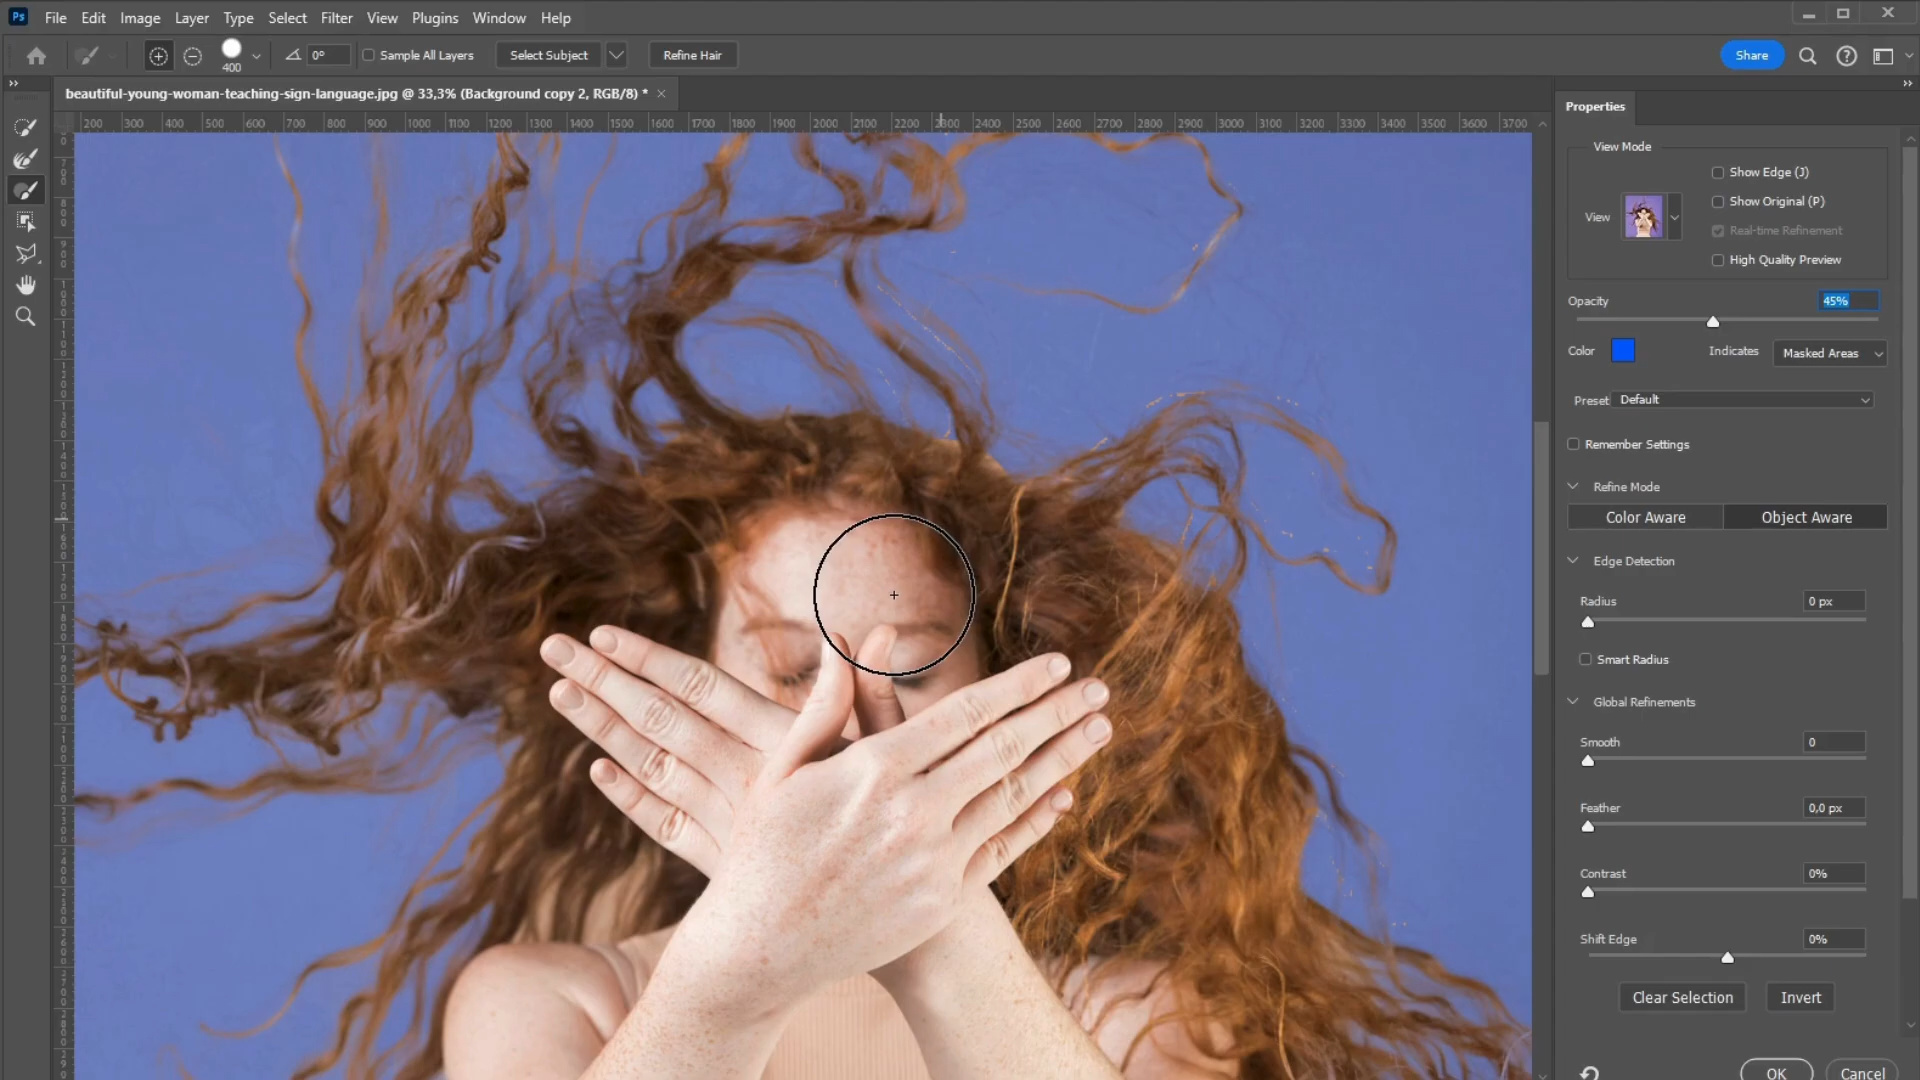 Ps File Edit Image Layer Type Select Filter View Plugins Window Help
400 0° Sample All Layers Select Subject Refine Hair Share
beautiful-young-woman-teaching-sign-language.jpg @ 33,3% (Background copy 2, RGB/8) *
200 300 400 500 600 700 800 900 1000 1100 1200 1300 1400 1500 1600 1700 1800 1900 2000 2100 2200 2300 2400 2500 2600 2700 2800 2900 3000 3100 3200 3300 3400 3500 3600 3700
Properties
View Mode
Show Edge (J)
Show Original (P)
View
Real-time Refinement
High Quality Preview
Opacity 45%
Color Indicates Masked Areas
Preset Default
Remember Settings
Refine Mode
Color Aware Object Aware
Edge Detection
Radius 0 px
Smart Radius
Global Refinements
Smooth 0
Feather 0,0 px
Contrast 0%
Shift Edge 0%
Clear Selection Invert
OK Cancel